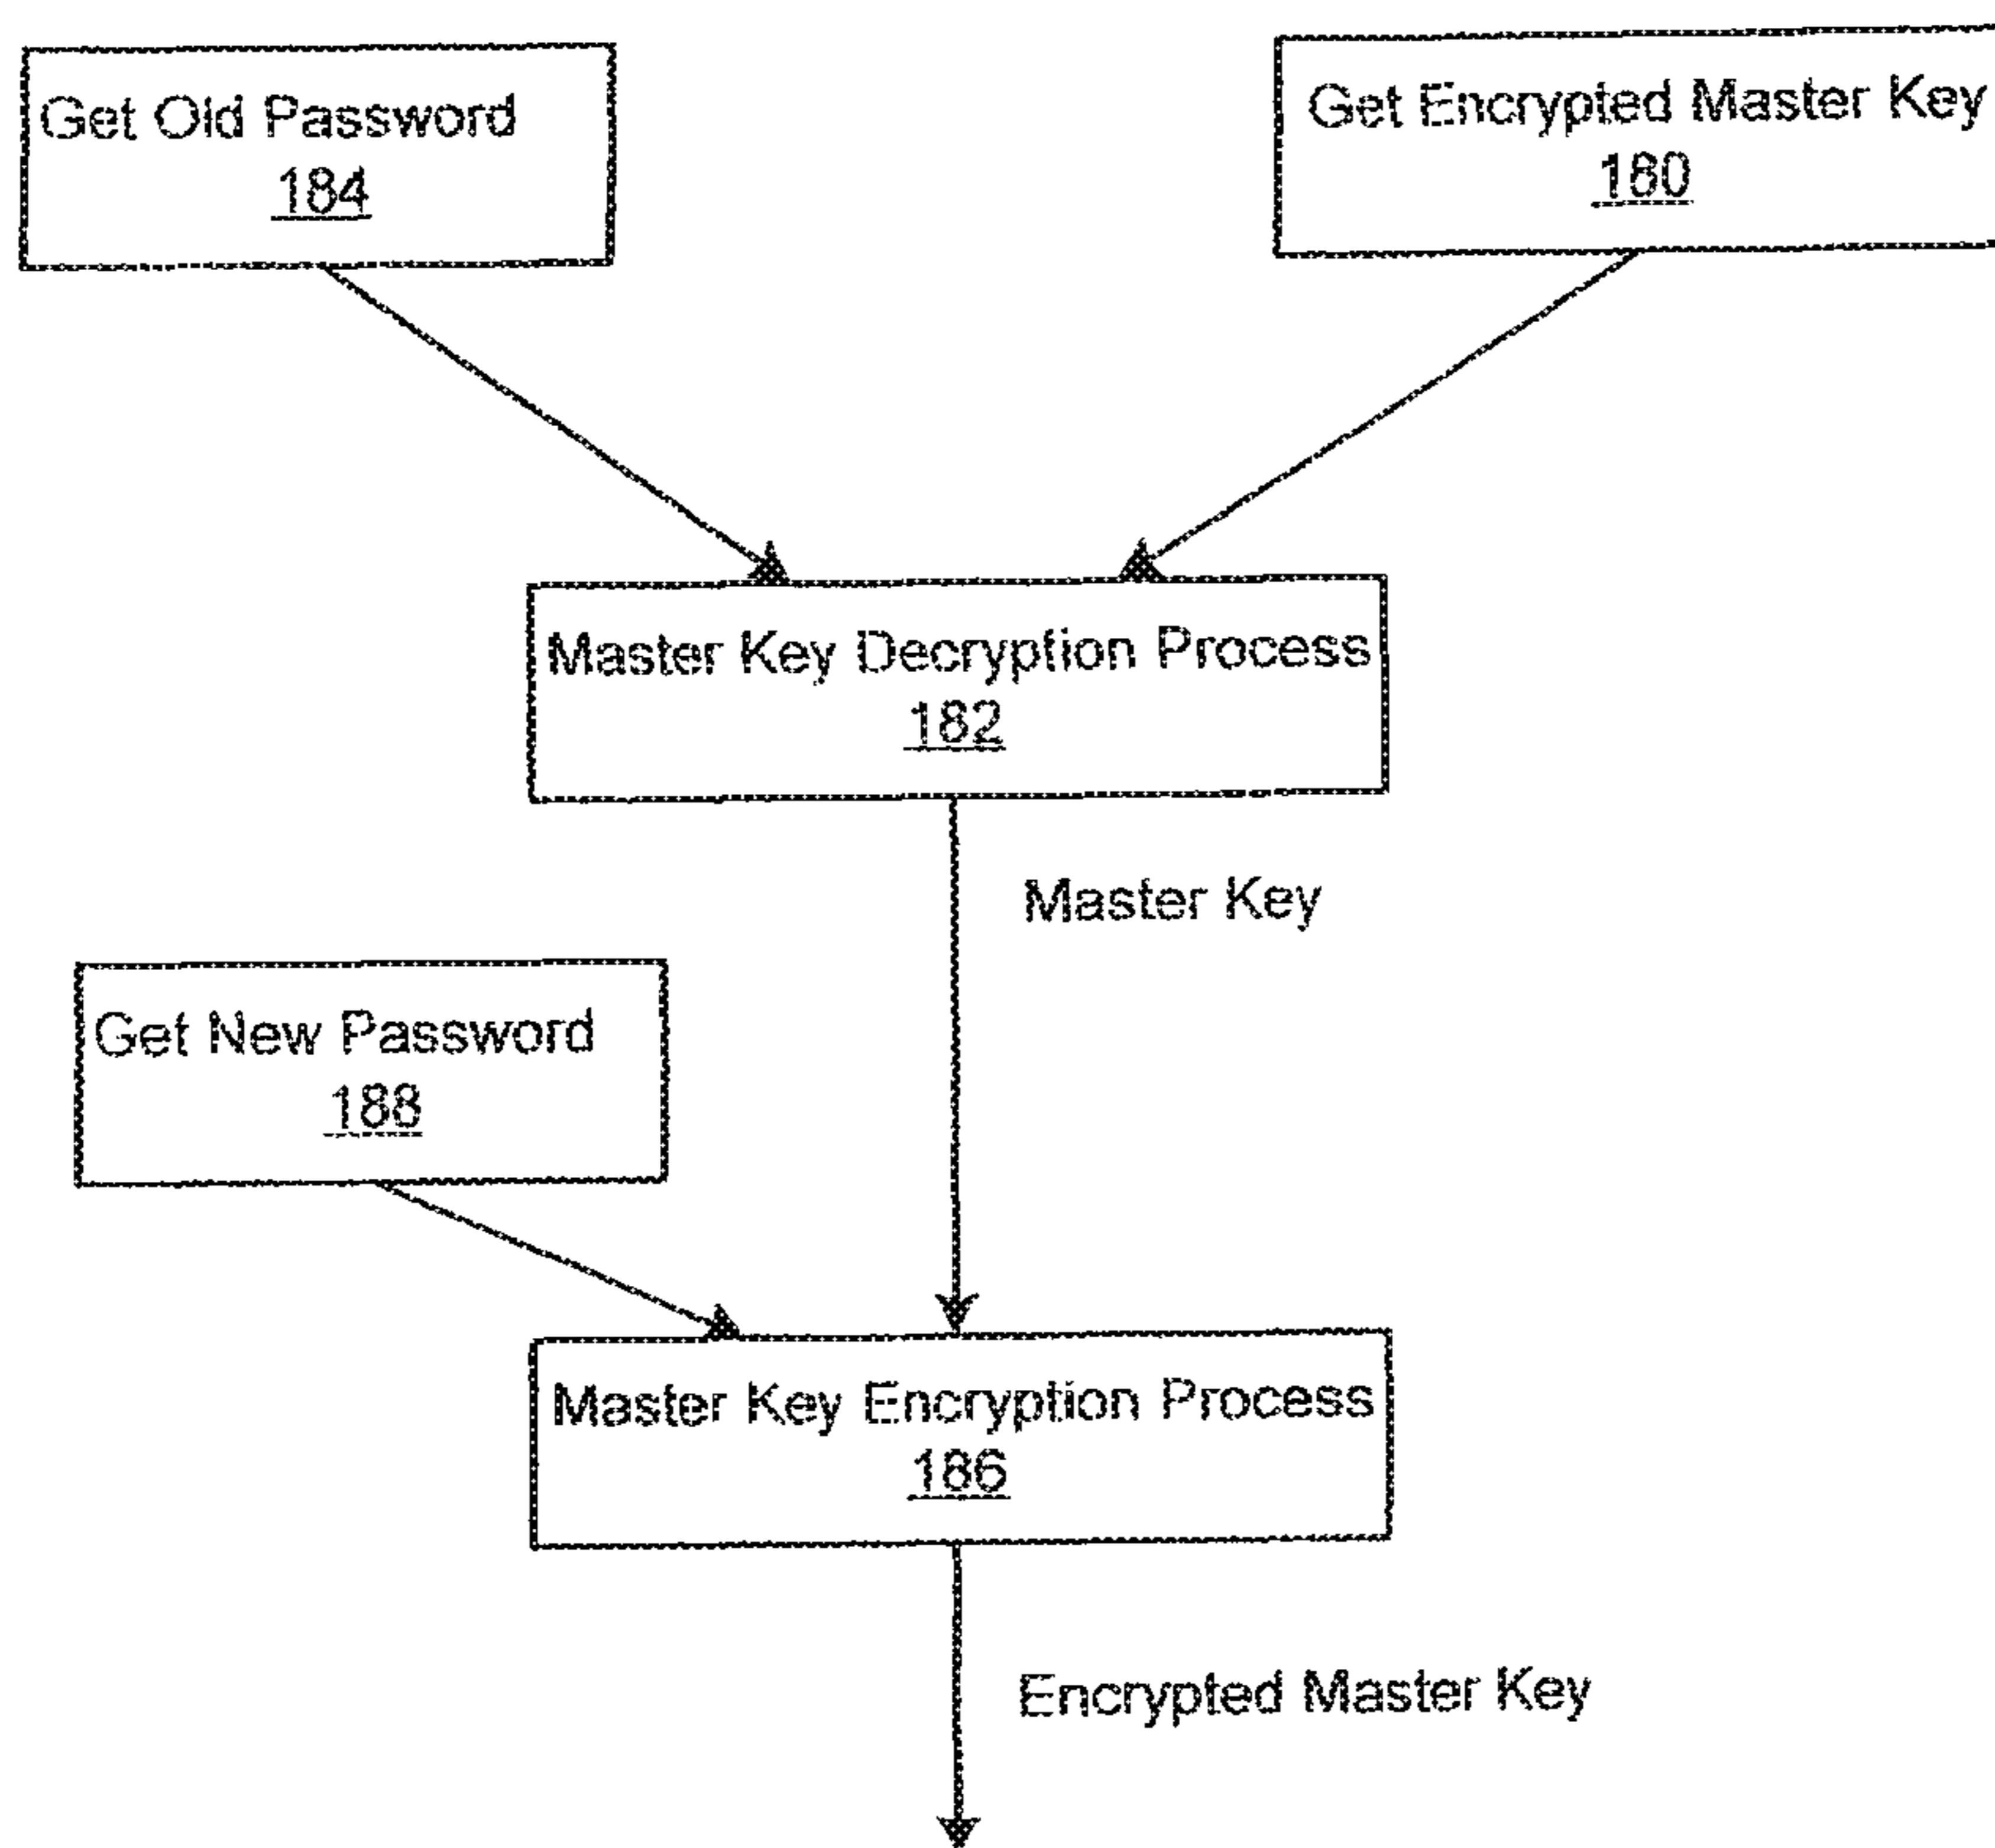 Get Old Password
184
Get Encrypted Master Key
180
Master Key Decryption Process
182
Master Key
Get New Password
188
Master Key Encryption Process
186
Encrypted Master Key